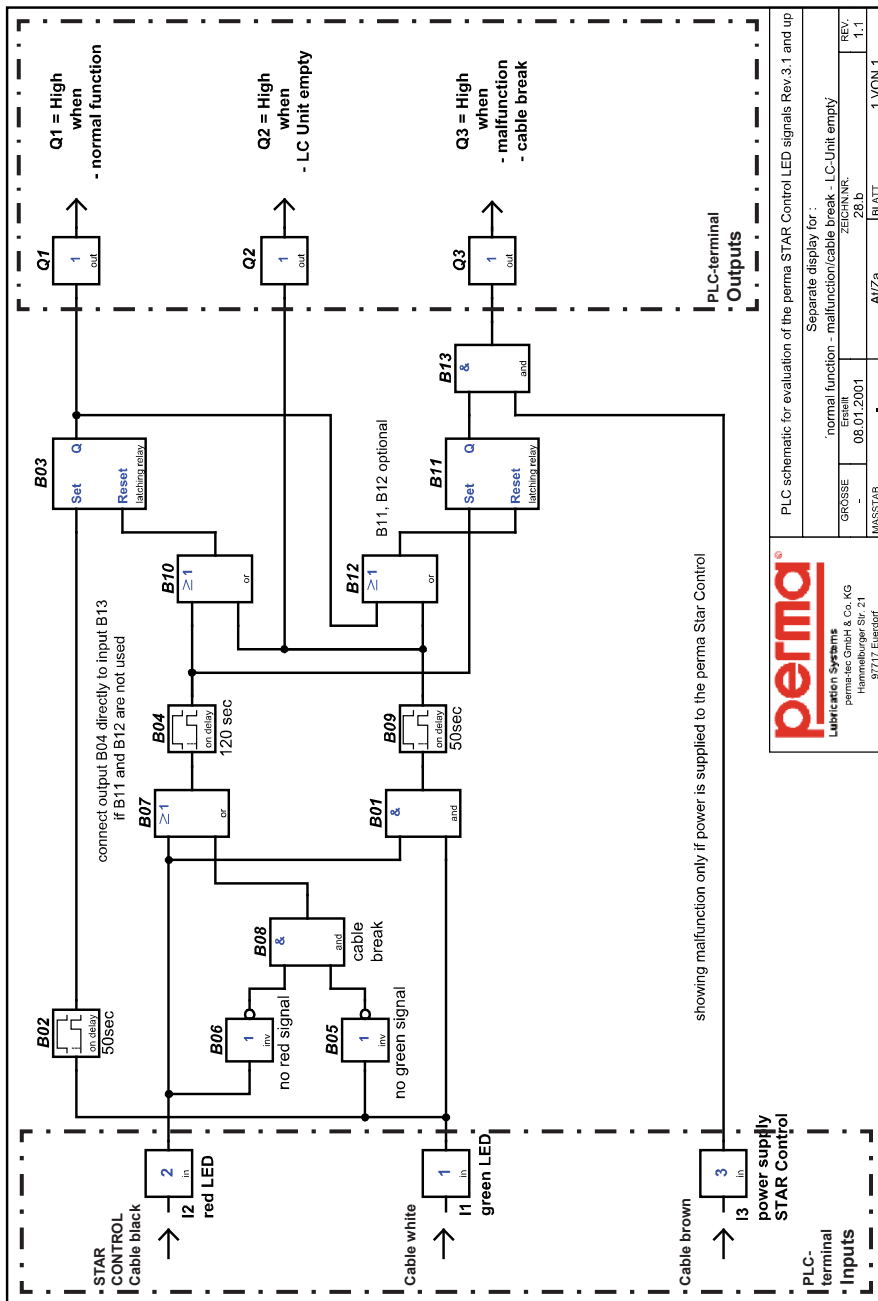 STAR
CONTROL
Cable black
2
in
I2
red LED
Cable white
1
in
I1
green LED
Cable brown
3
in
I3
power supply
STAR Control
PLC-
terminal
Inputs
B02
on delay
50sec
B06
1
inv
no red signal
B05
1
inv
no green signal
B08
&
and
cable
break
connect output B04 directly to input B13
if B11 and B12 are not used
B07
≥1
or
B01
&
and
B04
on delay
120 sec
B09
on delay
50sec
B10
≥1
or
B12
≥1
or
B11, B12 optional
B03
Set
Q
Reset
latching relay
B11
Set
Q
Reset
latching relay
B13
&
and
showing malfunction only if power is supplied to the perma Star Control
Q1
1
out
Q1 = High
when
- normal function
Q2
1
out
Q2 = High
when
- LC Unit empty
Q3
1
out
Q3 = High
when
- malfunction
- cable break
PLC-terminal
Outputs
perma®
Lubrication Systems
perma-tec GmbH & Co. KG
Hammelburger Str. 21
97717 Euerdorf
PLC schematic for evaluation of the perma STAR Control LED signals Rev.3.1 and up
Separate display for :
normal function - malfunction/cable break - LC-Unit empty
GRÖSSE
-
Erstellt
08.01.2001
ZEICHN.NR.
28.b
REV.
1.1
MASSTAB
-
At/Za
BLATT
1 VON 1